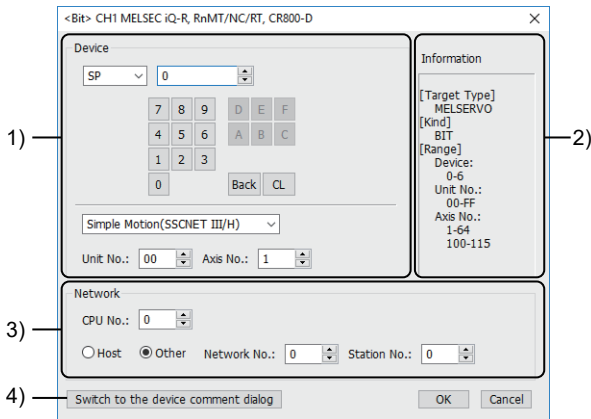 <Bit> CH1 MELSEC iQ-R, RnMT/NC/RT, CR800-D
1)
Device
SP 0
7 8 9 D E F
4 5 6 A B C
1 2 3
0 Back CL
Simple Motion(SSCNET III/H)
Unit No.: 00 Axis No.: 1
2)
Information
[Target Type]
MELSERVO
[Kind]
BIT
[Range]
Device:
0-6
Unit No.:
00-FF
Axis No.:
1-64
100-115
3)
Network
CPU No.: 0
Host Other Network No.: 0 Station No.: 0
4)
Switch to the device comment dialog OK Cancel